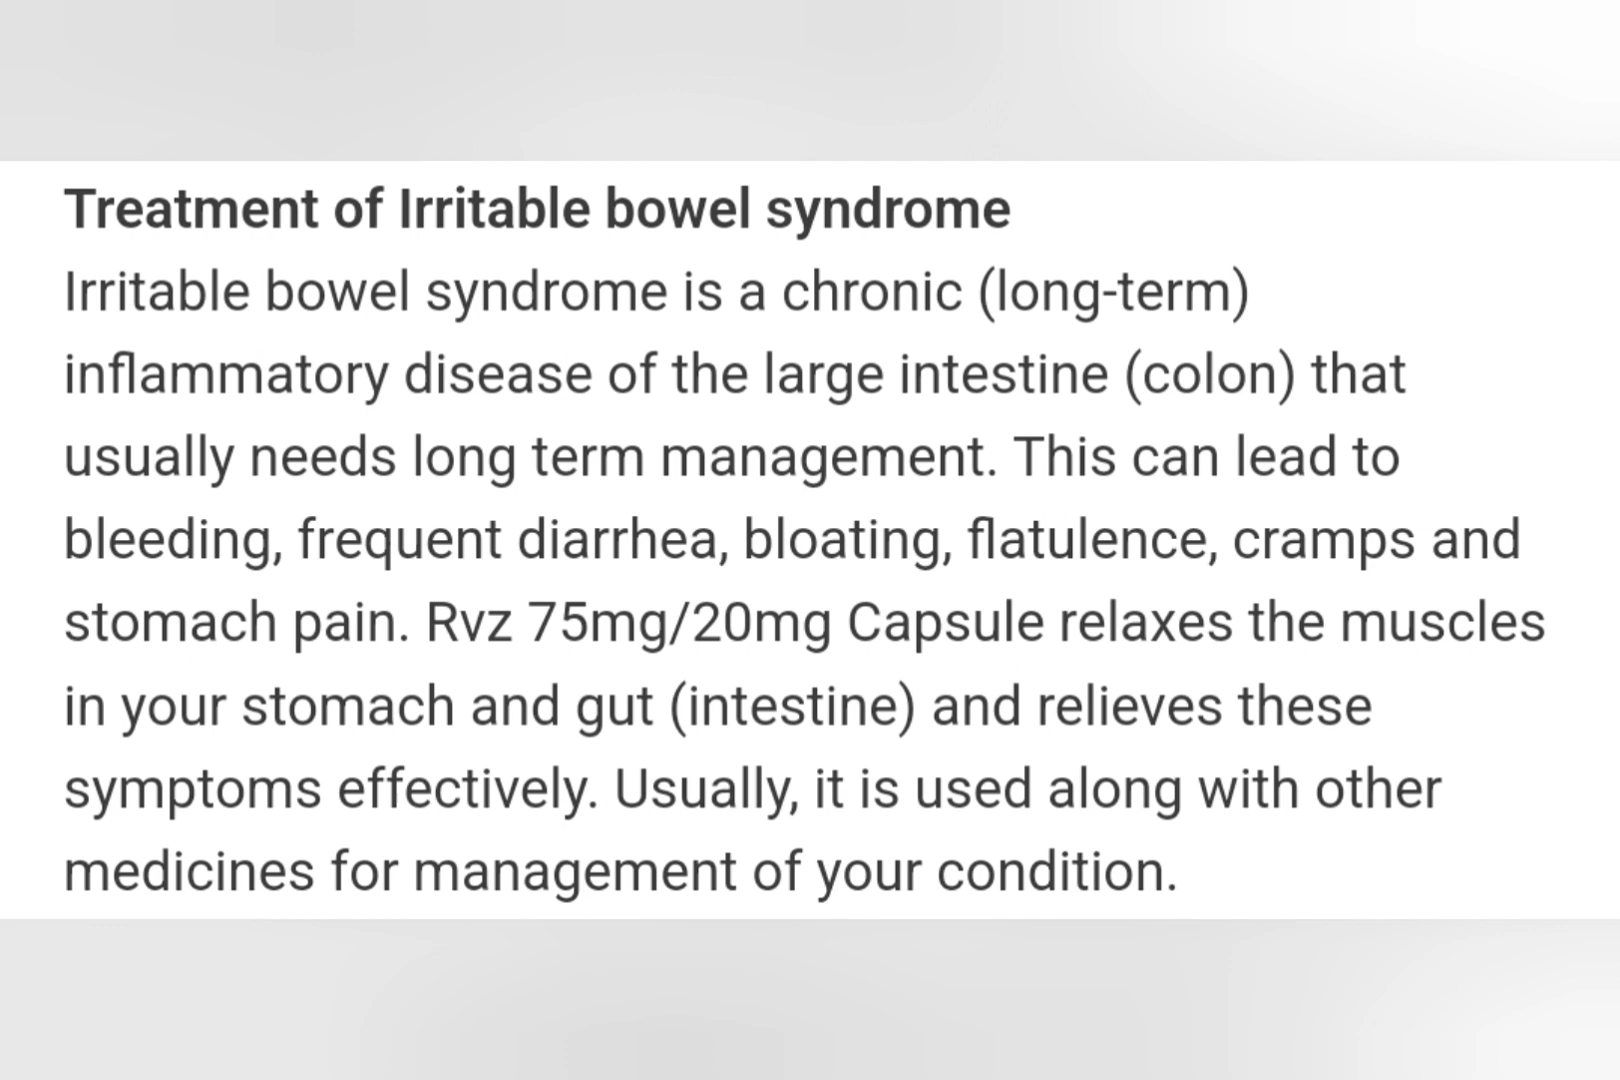 Treatment of Irritable bowel syndrome
Irritable bowel syndrome is a chronic (long-term)
inflammatory disease of the large intestine (colon) that
usually needs long term management. This can lead to
bleeding, frequent diarrhea, bloating, flatulence, cramps and
stomach pain. Rvz 75mg/20mg Capsule relaxes the muscles
in your stomach and gut (intestine) and relieves these
symptoms effectively. Usually, it is used along with other
medicines for management of your condition.